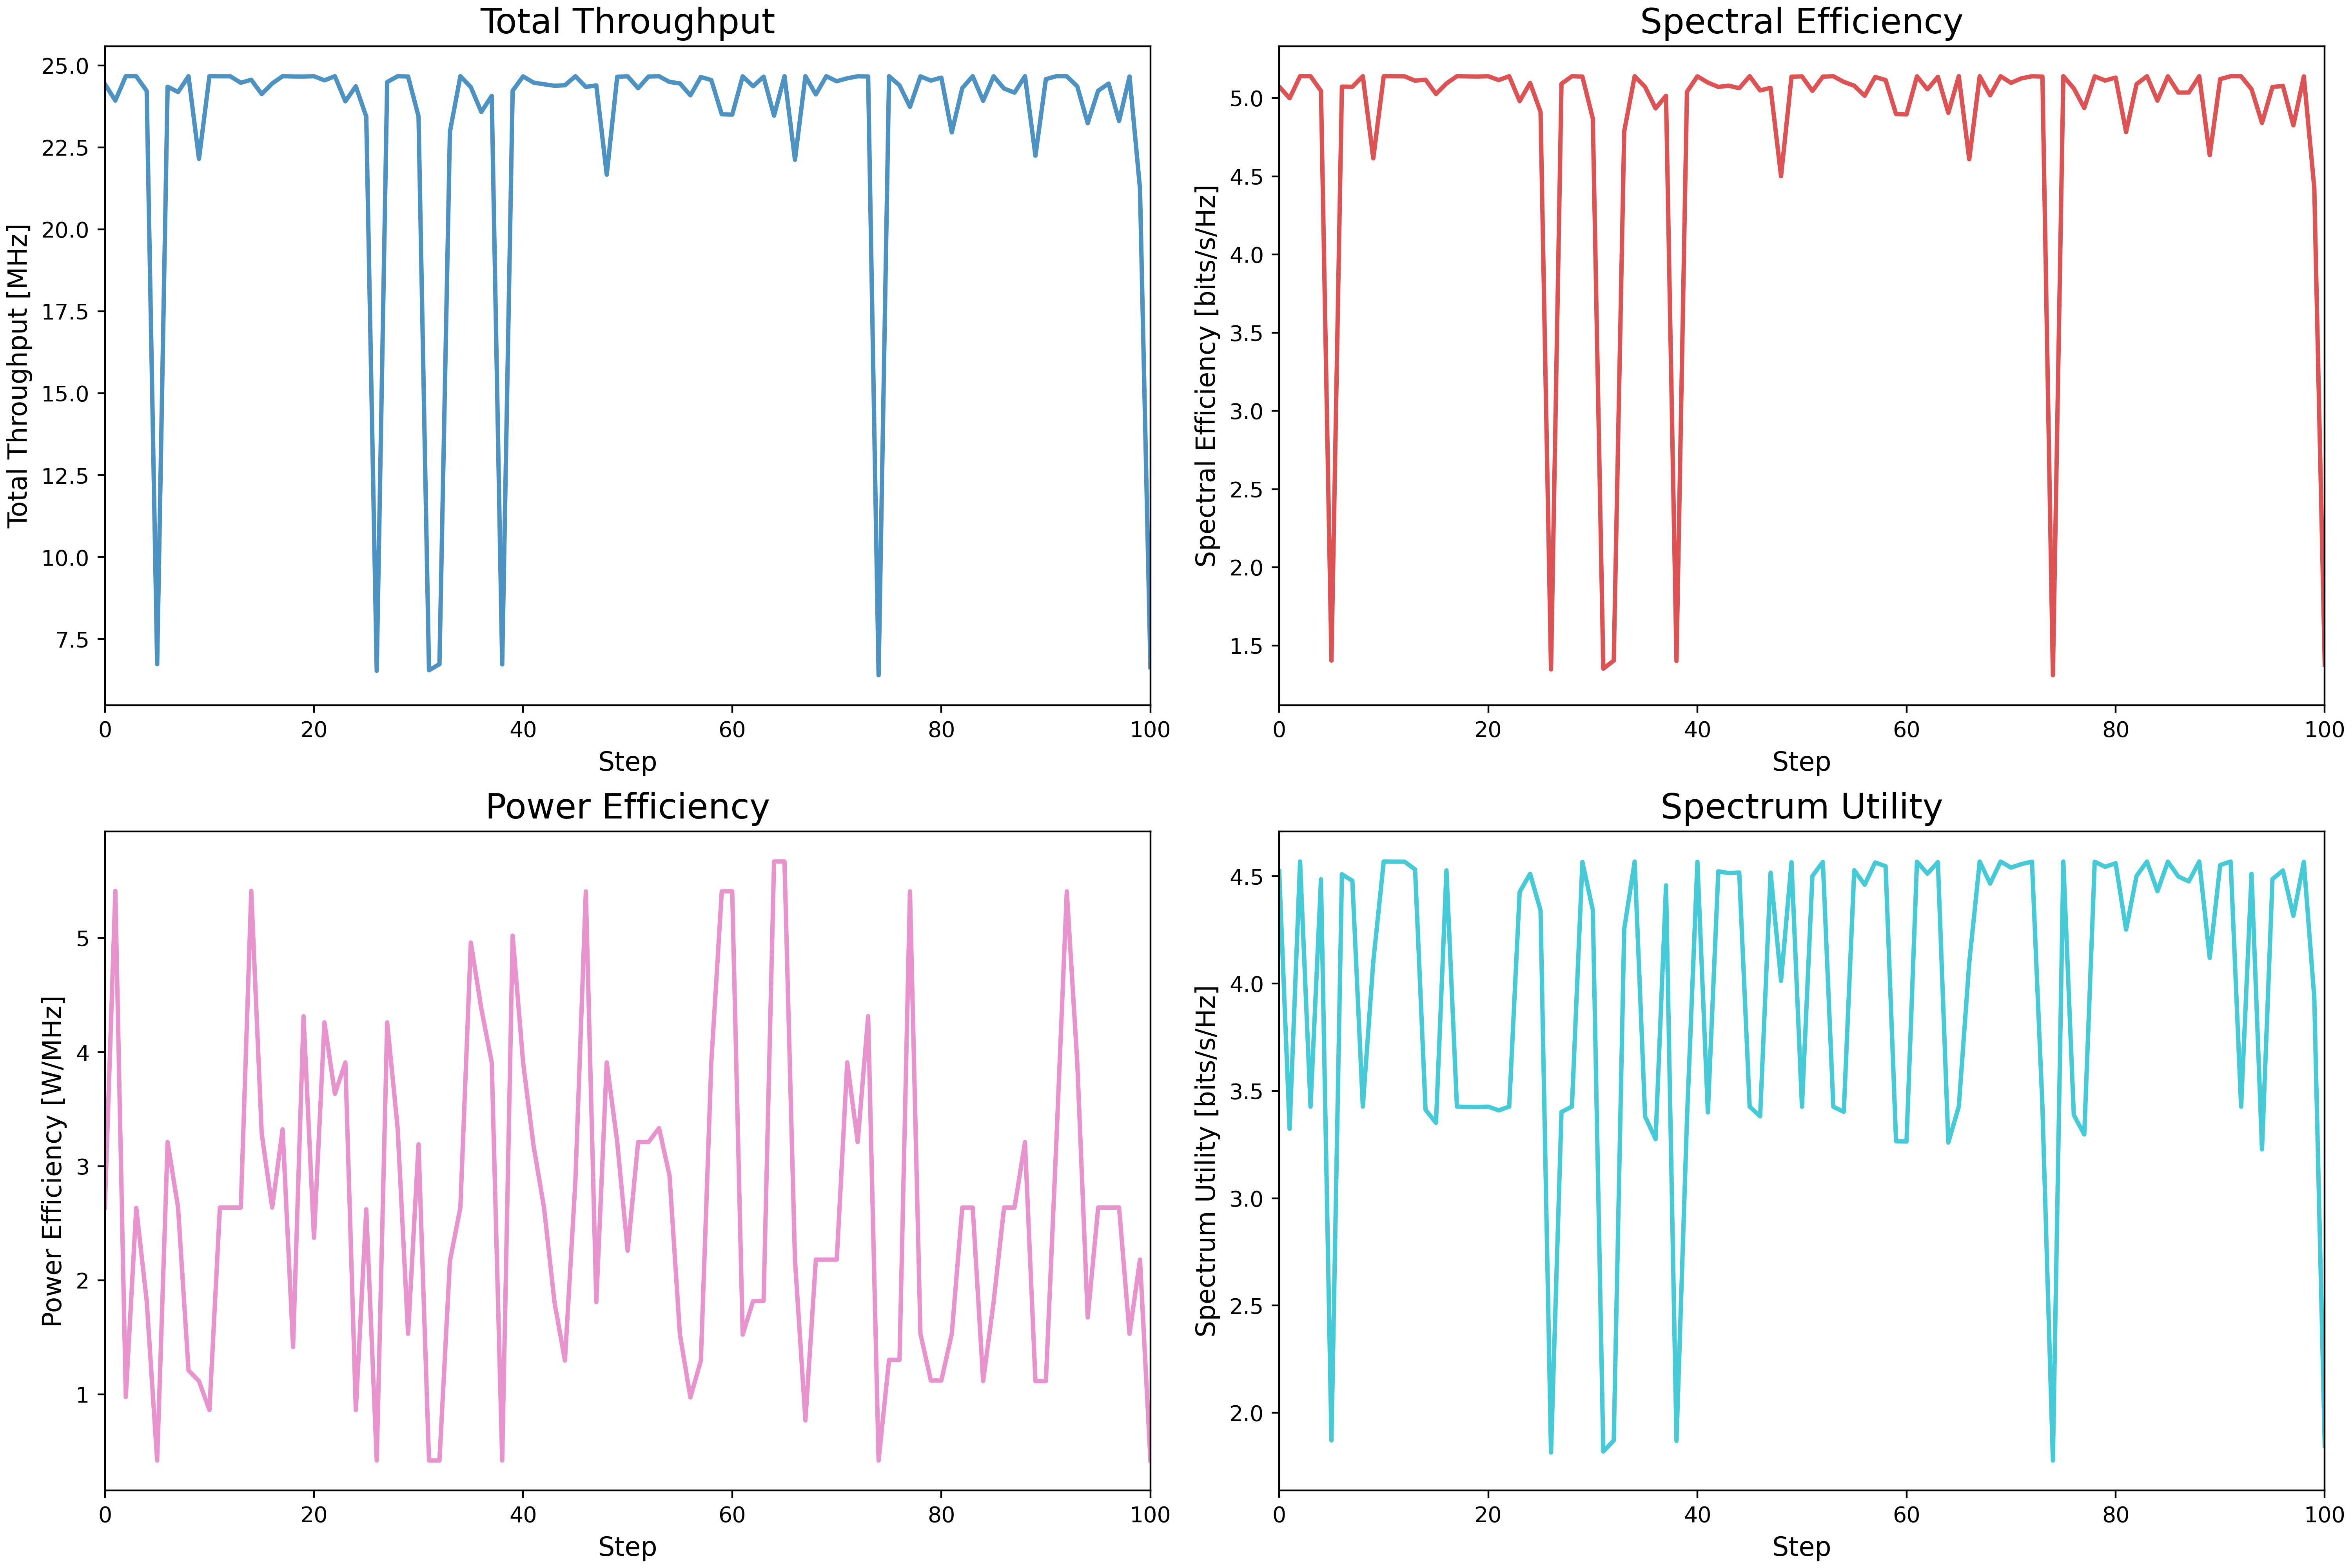 Total Throughput
Total Throughput [MHz]
25.0
22.5
20.0
17.5
15.0
12.5
10.0
7.5
0 20 40 60 80 100
Step
Spectral Efficiency
Spectral Efficiency [bits/s/Hz]
5.0
4.5
4.0
3.5
3.0
2.5
2.0
1.5
0 20 40 60 80 100
Step
Power Efficiency
Power Efficiency [W/MHz]
5
4
3
2
1
0 20 40 60 80 100
Step
Spectrum Utility
Spectrum Utility [bits/s/Hz]
4.5
4.0
3.5
3.0
2.5
2.0
0 20 40 60 80 100
Step